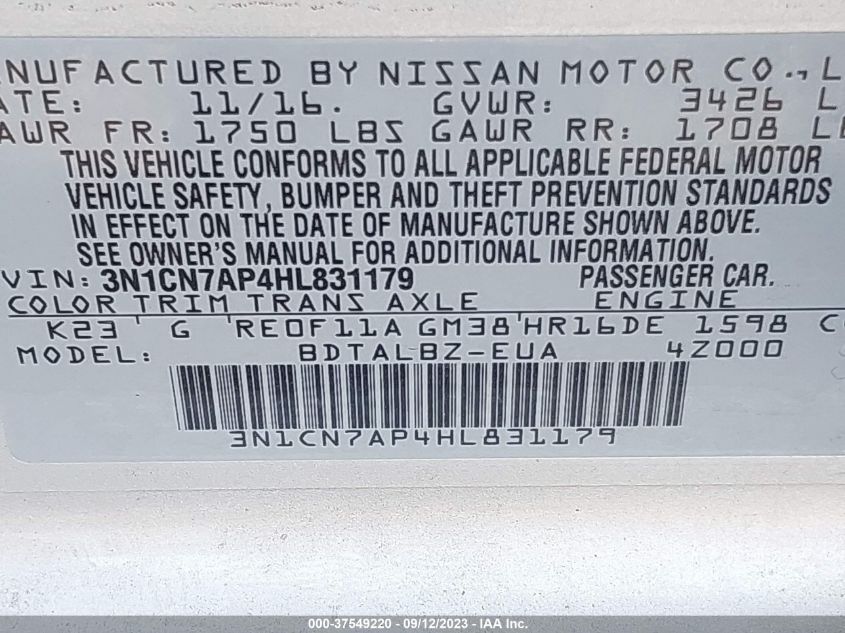 NUFACTURED BY NISSAN MOTOR CO., L
ATE: 11/16. GVWR: 3426 L
AWR FR: 1750 LBS GAWR RR: 1708 LB
THIS VEHICLE CONFORMS TO ALL APPLICABLE FEDERAL MOTOR
VEHICLE SAFETY, BUMPER AND THEFT PREVENTION STANDARDS
IN EFFECT ON THE DATE OF MANUFACTURE SHOWN ABOVE.
SEE OWNER'S MANUAL FOR ADDITIONAL INFORMATION.
VIN: 3N1CN7AP4HL831179 PASSENGER CAR.
COLOR TRIM TRANS AXLE ENGINE
K23 ' G 'RE0F11A GM38'HR16DE 1598 C
MODEL: BDTALBZ-EUA 4Z000
3N1CN7AP4HL831179
000-37549220 - 09/12/2023 - IAA Inc.